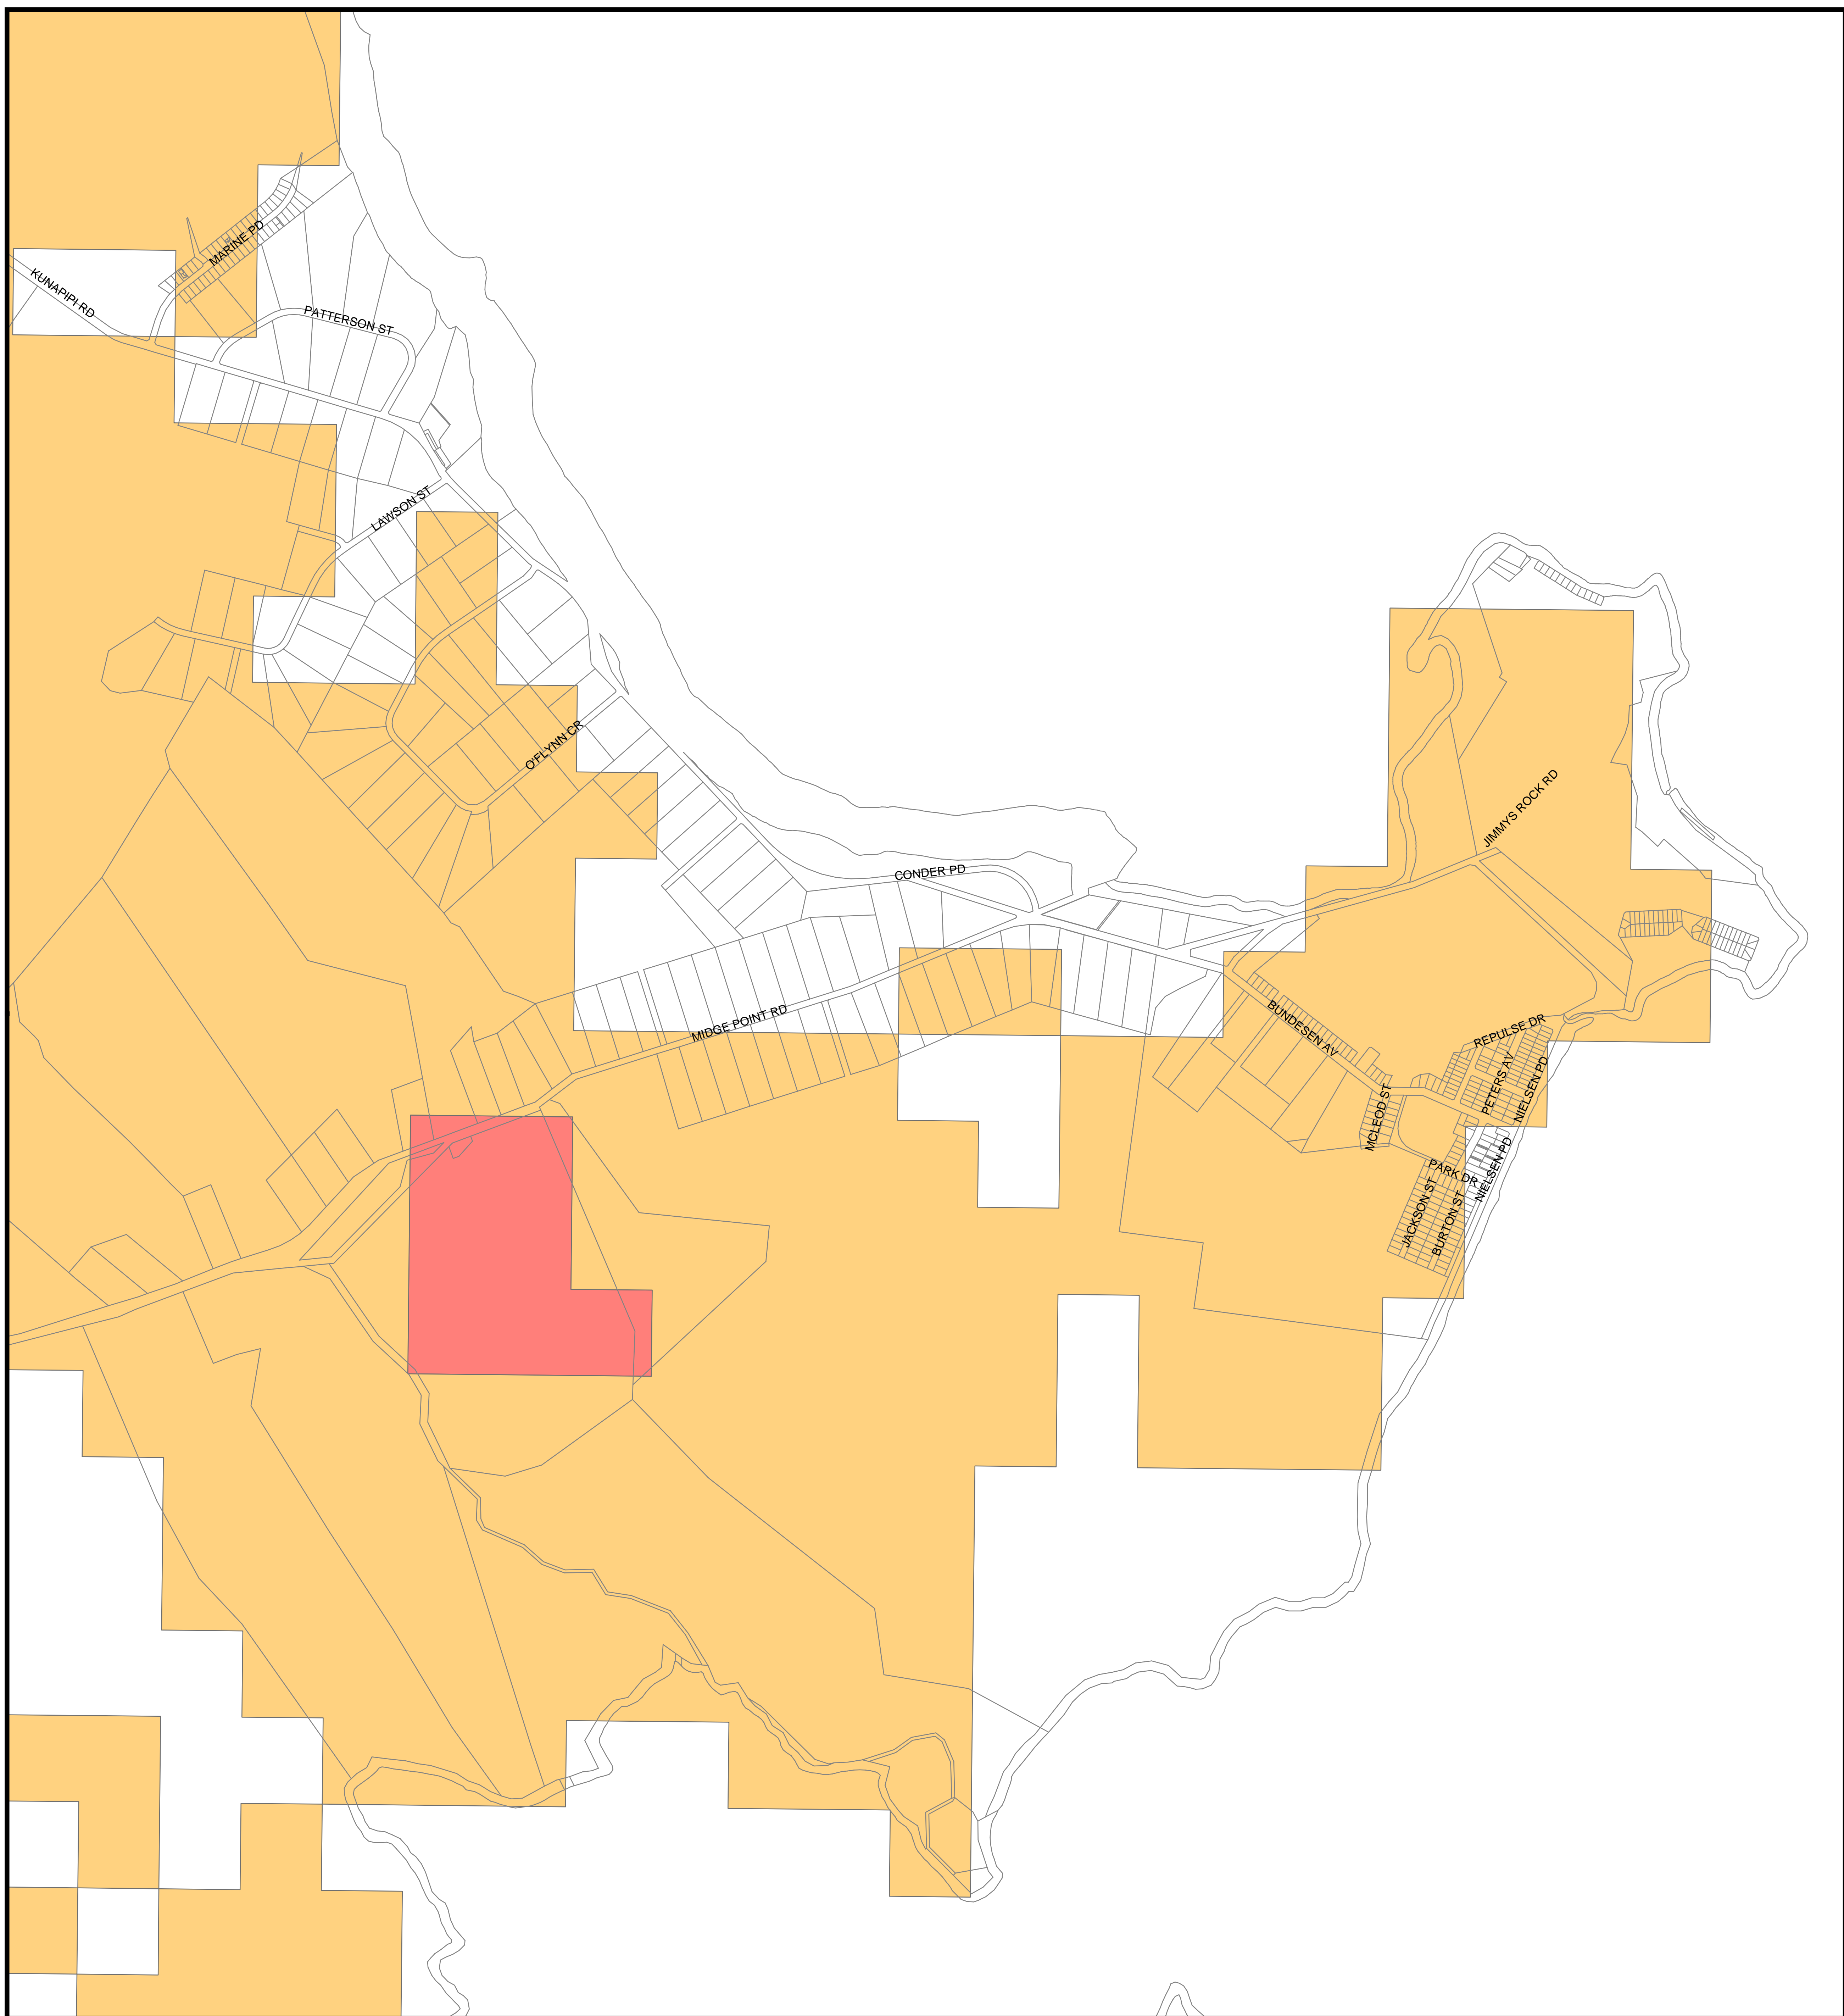 MARINE PD
KUNAPIPI RD
PATTERSON ST
LAWSON ST
O'FLYNN CR
JIMMYS ROCK RD
CONDER PD
MIDGE POINT RD
BUNDESEN AV
REPULSE DR
PETERS AV
NIELSEN PD
MCLEOD ST
PARK DR
NIELSEN PD
JACKSON ST
BURTON ST